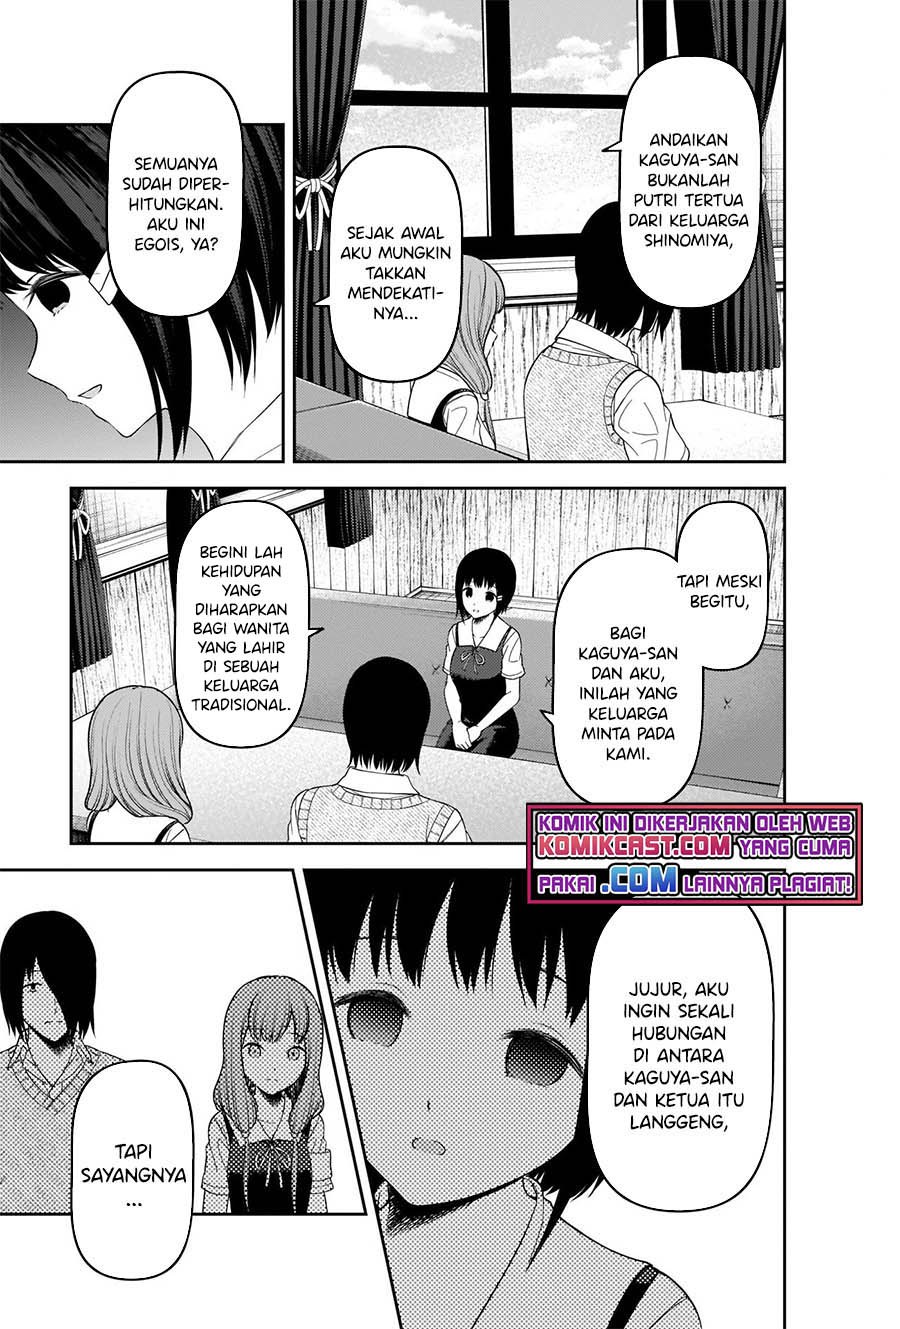 ANDAIKAN
KAGUYA-SAN
BUKANLAH
PUTRI TERTUA
DARI KELUARGA
SHINOMIYA,
SEJAK AWAL
AKU MUNGKIN
TAKKAN
MENDEKATI-
NYA...
SEMUANYA
SUDAH DIPER-
HITUNGKAN.
AKU INI
EGOIS, YA?
TAPI MESKI
BEGITU,
BAGI
KAGUYA-SAN
DAN AKU,
INILAH YANG
KELUARGA
MINTA PADA
KAMI.
BEGINI LAH
KEHIDUPAN
YANG
DIHARAPKAN
BAGI WANITA
YANG LAHIR
DI SEBUAH
KELUARGA
TRADISIONAL.
KOMIK INI DIKERJAKAN OLEH WEB
KOMIKCAST.COM YANG CUMA
PAKAI .COM LAINNYA PLAGIAT!
JUJUR, AKU
INGIN SEKALI
HUBUNGAN
DI ANTARA
KAGUYA-SAN
DAN KETUA ITU
LANGGENG,
TAPI
SAYANGNYA
...